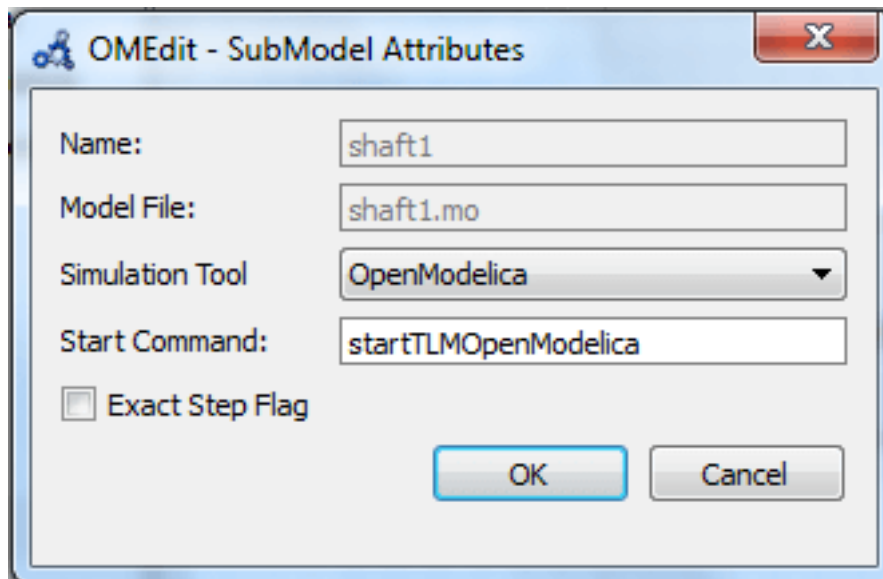 OMEdit - SubModel Attributes
Name: shaft1
Model File: shaft1.mo
Simulation Tool OpenModelica
Start Command: startTLMOpenModelica
Exact Step Flag
OK Cancel